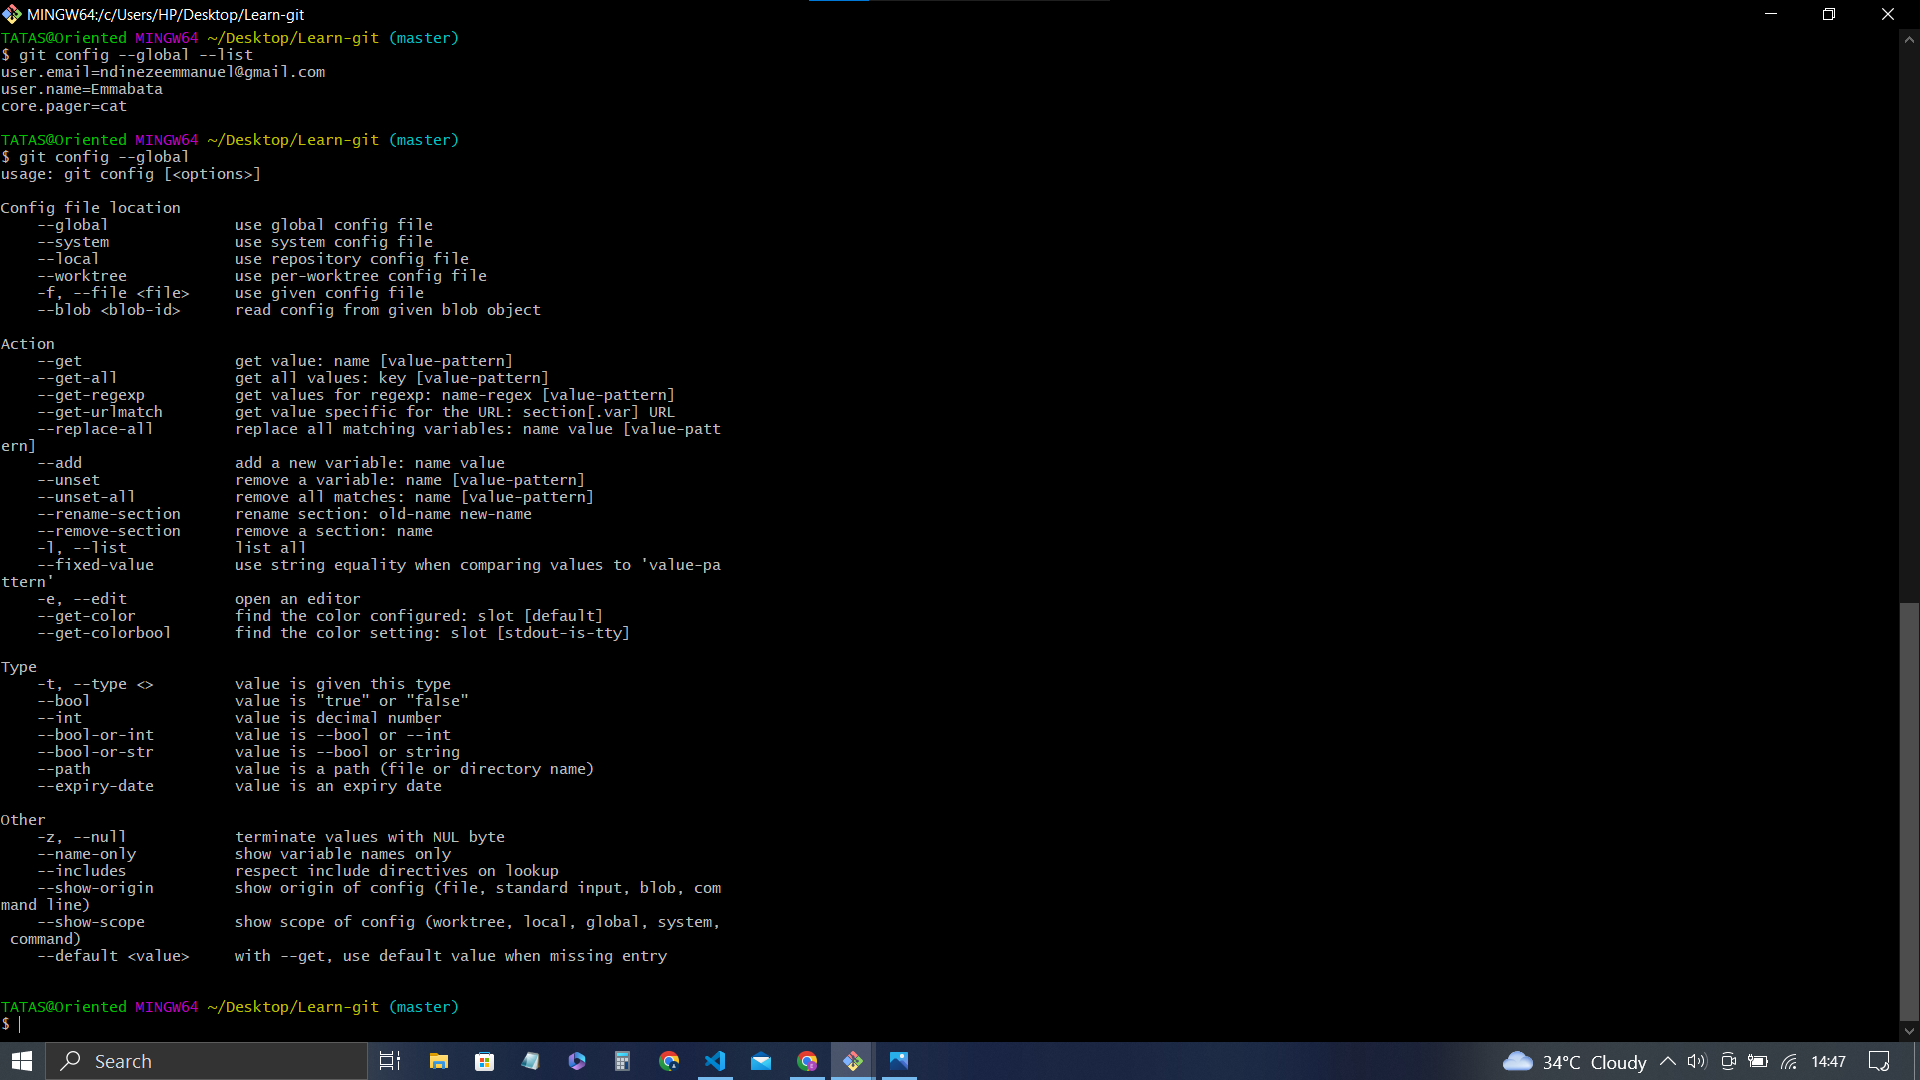 MINGW64:/c/Users/HP/Desktop/Learn-git
TATAS@Oriented MINGW64 ~/Desktop/Learn-git (master)
$ git config --global --list
user.email=ndinezeemmanuel@gmail.com
user.name=Emmabata
core.pager=cat
TATAS@Oriented MINGW64 ~/Desktop/Learn-git (master)
$ git config --global
usage: git config [<options>]
Config file location
--global use global config file
--system use system config file
--local use repository config file
--worktree use per-worktree config file
-f, --file <file> use given config file
--blob <blob-id> read config from given blob object
Action
--get get value: name [value-pattern]
--get-all get all values: key [value-pattern]
--get-regexp get values for regexp: name-regex [value-pattern]
--get-urlmatch get value specific for the URL: section[.var] URL
--replace-all replace all matching variables: name value [value-patt
ern]
--add add a new variable: name value
--unset remove a variable: name [value-pattern]
--unset-all remove all matches: name [value-pattern]
--rename-section rename section: old-name new-name
--remove-section remove a section: name
-l, --list list all
--fixed-value use string equality when comparing values to 'value-pa
ttern'
-e, --edit open an editor
--get-color find the color configured: slot [default]
--get-colorbool find the color setting: slot [stdout-is-tty]
Type
-t, --type <> value is given this type
--bool value is "true" or "false"
--int value is decimal number
--bool-or-int value is --bool or --int
--bool-or-str value is --bool or string
--path value is a path (file or directory name)
--expiry-date value is an expiry date
Other
-z, --null terminate values with NUL byte
--name-only show variable names only
--includes respect include directives on lookup
--show-origin show origin of config (file, standard input, blob, com
mand line)
--show-scope show scope of config (worktree, local, global, system,
command)
--default <value> with --get, use default value when missing entry
TATAS@Oriented MINGW64 ~/Desktop/Learn-git (master)
$
Search
34°C Cloudy
14:47